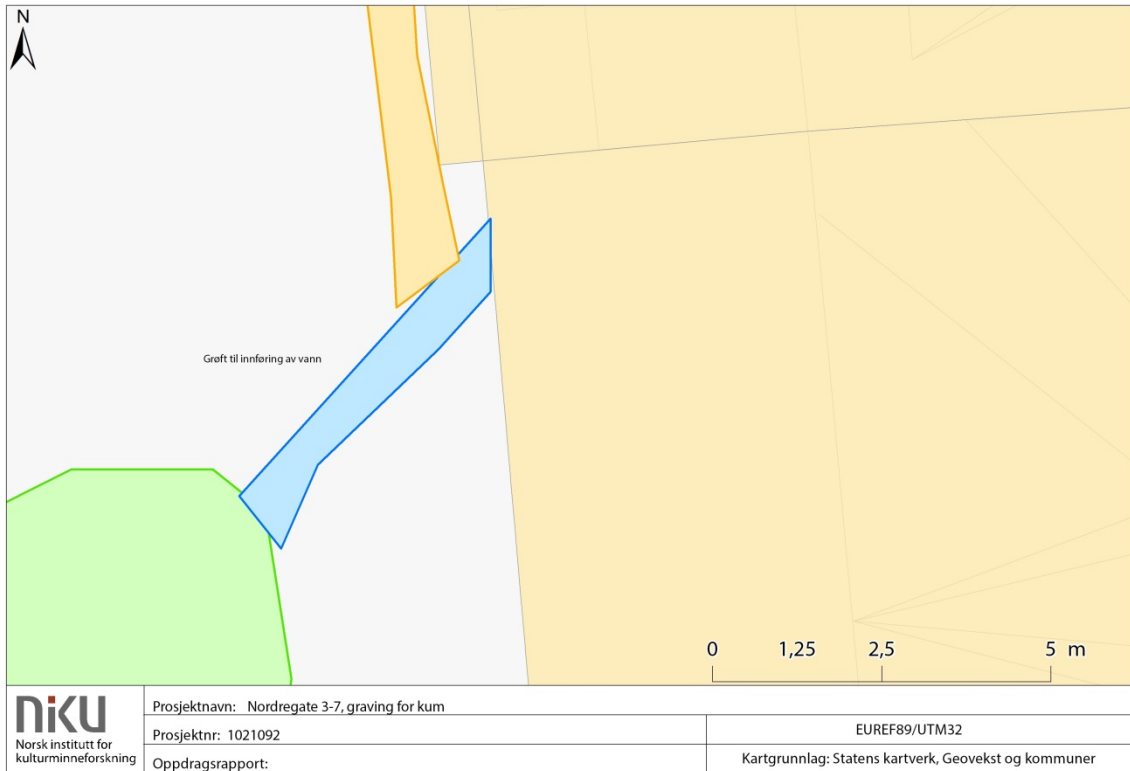 N
Grøft til innføring av vann
0 1,25 2,5 5 m
niku
Norsk institutt for
kulturminneforskning
Prosjektnavn: Nordregate 3-7, graving for kum
Prosjektnr: 1021092
Oppdragsrapport:
EUREF89/UTM32
Kartgrunnlag: Statens kartverk, Geovekst og kommuner